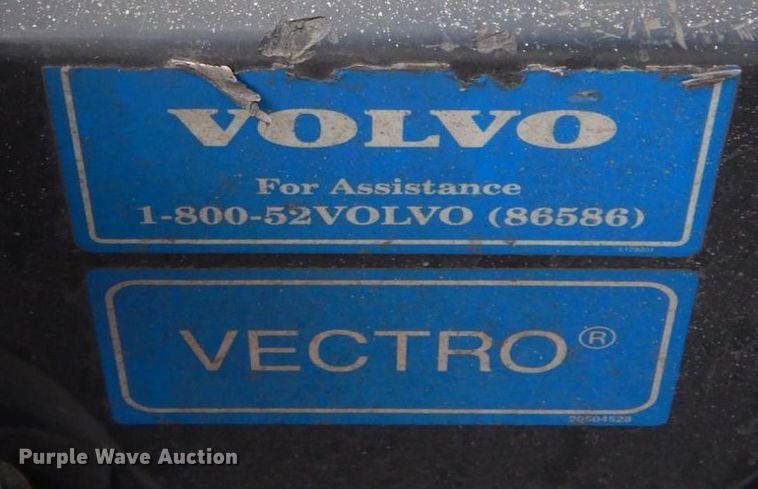 VOLVO
For Assistance
1-800-52VOLVO (86586)
VECTRO®
20504528
Purple Wave Auction